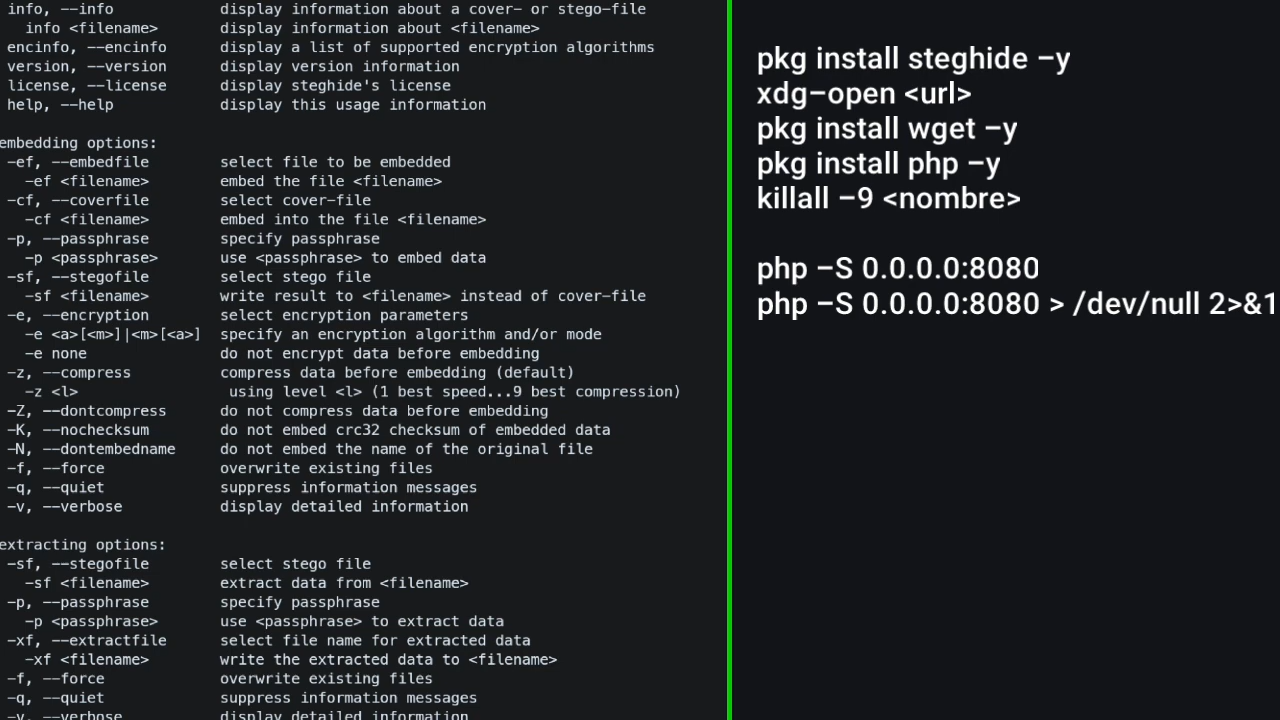 info, --info display information about a cover- or stego-file
info <filename> display information about <filename>
encinfo, --encinfo display a list of supported encryption algorithms
version, --version display version information
license, --license display steghide's license
help, --help display this usage information
embedding options:
-ef, --embedfile select file to be embedded
-ef <filename> embed the file <filename>
-cf, --coverfile select cover-file
-cf <filename> embed into the file <filename>
-p, --passphrase specify passphrase
-p <passphrase> use <passphrase> to embed data
-sf, --stegofile select stego file
-sf <filename> write result to <filename> instead of cover-file
-e, --encryption select encryption parameters
-e <a>[<m>]|<m>[<a>] specify an encryption algorithm and/or mode
-e none do not encrypt data before embedding
-z, --compress compress data before embedding (default)
-z <l> using level <l> (1 best speed...9 best compression)
-Z, --dontcompress do not compress data before embedding
-K, --nochecksum do not embed crc32 checksum of embedded data
-N, --dontembedname do not embed the name of the original file
-f, --force overwrite existing files
-q, --quiet suppress information messages
-v, --verbose display detailed information
extracting options:
-sf, --stegofile select stego file
-sf <filename> extract data from <filename>
-p, --passphrase specify passphrase
-p <passphrase> use <passphrase> to extract data
-xf, --extractfile select file name for extracted data
-xf <filename> write the extracted data to <filename>
-f, --force overwrite existing files
-q, --quiet suppress information messages
-v, --verbose display detailed information
pkg install steghide –y
xdg–open <url>
pkg install wget –y
pkg install php –y
killall –9 <nombre>
php –S 0.0.0.0:8080
php –S 0.0.0.0:8080 > /dev/null 2>&1